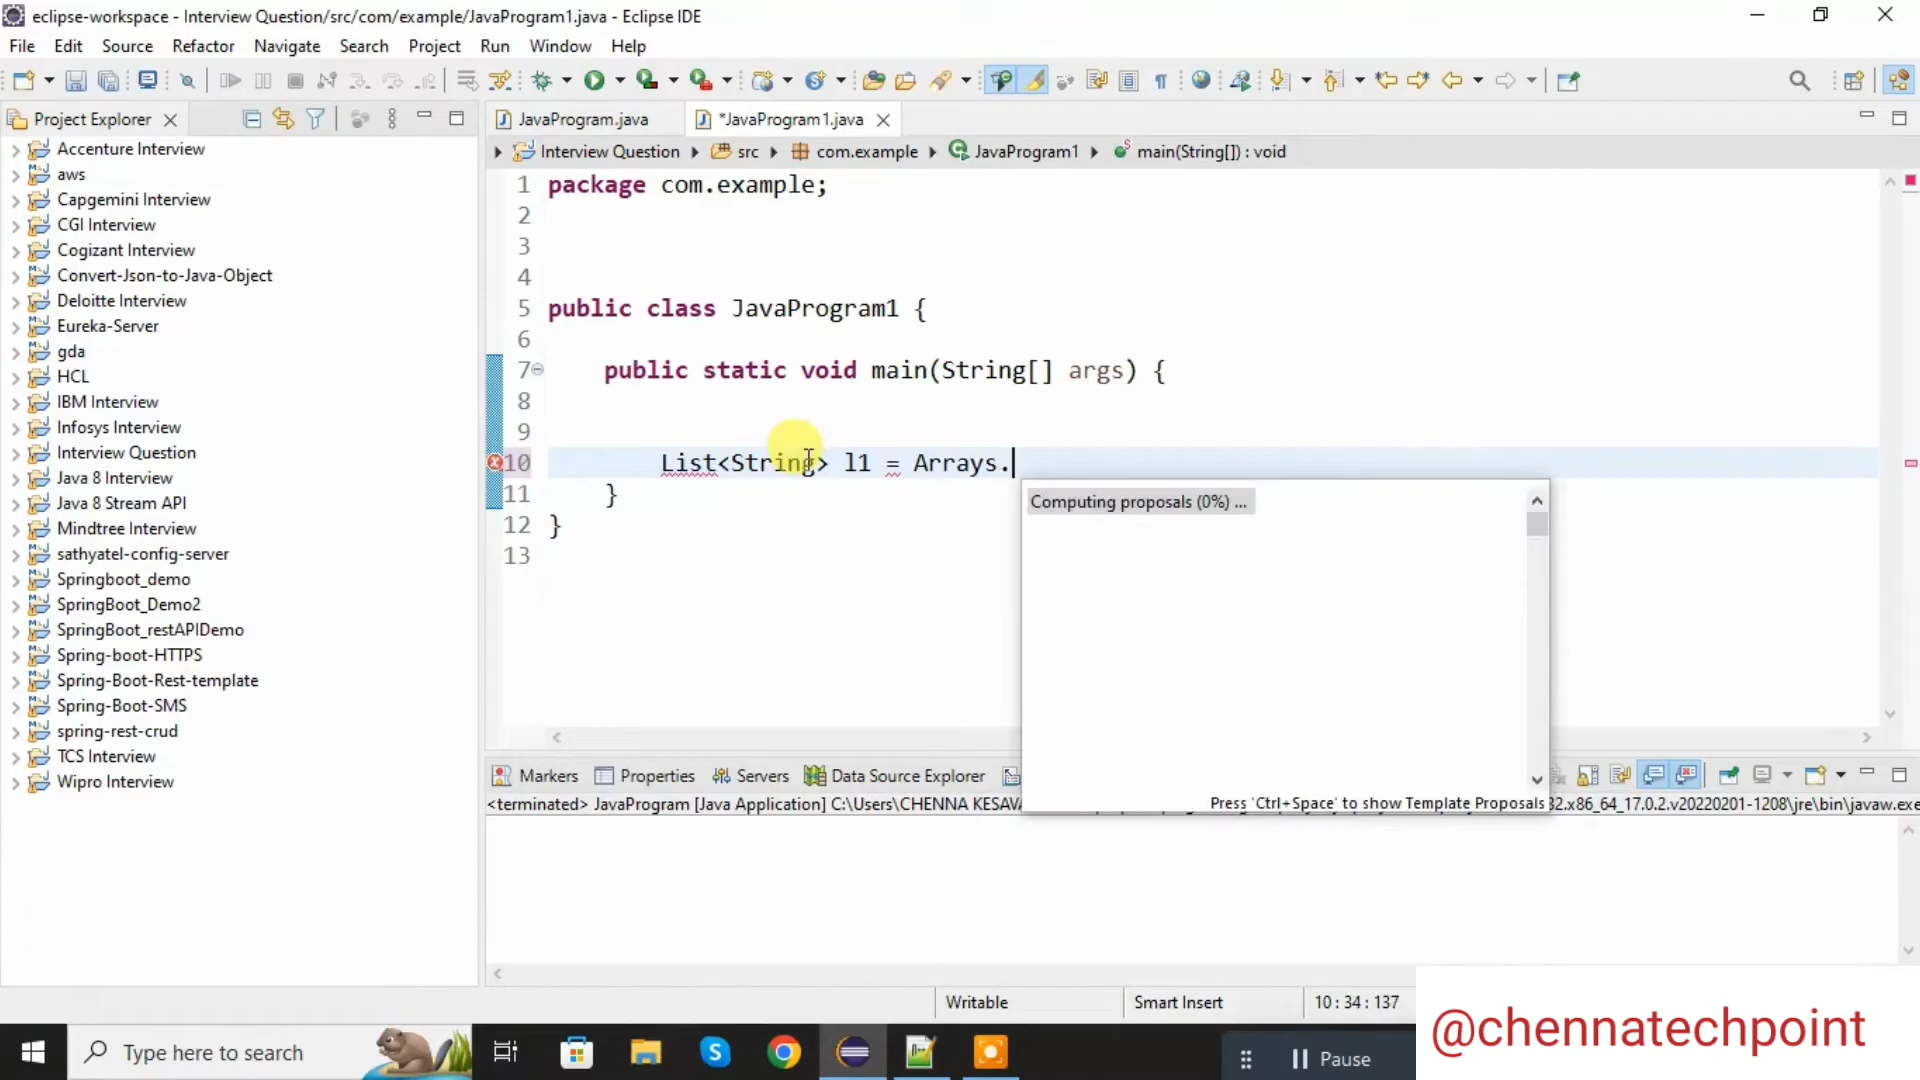 eclipse-workspace - Interview Question/src/com/example/JavaProgram1.java - Eclipse IDE
File Edit Source Refactor Navigate Search Project Run Window Help
Project Explorer
Accenture Interview
aws
Capgemini Interview
CGI Interview
Cogizant Interview
Convert-Json-to-Java-Object
Deloitte Interview
Eureka-Server
gda
HCL
IBM Interview
Infosys Interview
Interview Question
Java 8 Interview
Java 8 Stream API
Mindtree Interview
sathyatel-config-server
Springboot_demo
SpringBoot_Demo2
SpringBoot_restAPIDemo
Spring-boot-HTTPS
Spring-Boot-Rest-template
Spring-Boot-SMS
spring-rest-crud
TCS Interview
Wipro Interview
JavaProgram.java *JavaProgram1.java
Interview Question src com.example JavaProgram1 main(String[]) : void
1 package com.example;
2
3
4
5 public class JavaProgram1 {
6
7 public static void main(String[] args) {
8
9
10 List<String> l1 = Arrays.
11 }
12 }
13
Computing proposals (0%) ...
Press 'Ctrl+Space' to show Template Proposals
Markers Properties Servers Data Source Explorer
<terminated> JavaProgram [Java Application] C:\Users\CHENNA KESAVA 32.x86_64_17.0.2.v20220201-1208\jre\bin\javaw.exe
Writable Smart Insert 10 : 34 : 137
Type here to search
Pause
@chennatechpoint